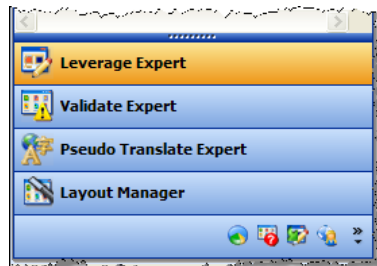 Leverage Expert
Validate Expert
Pseudo Translate Expert
Layout Manager